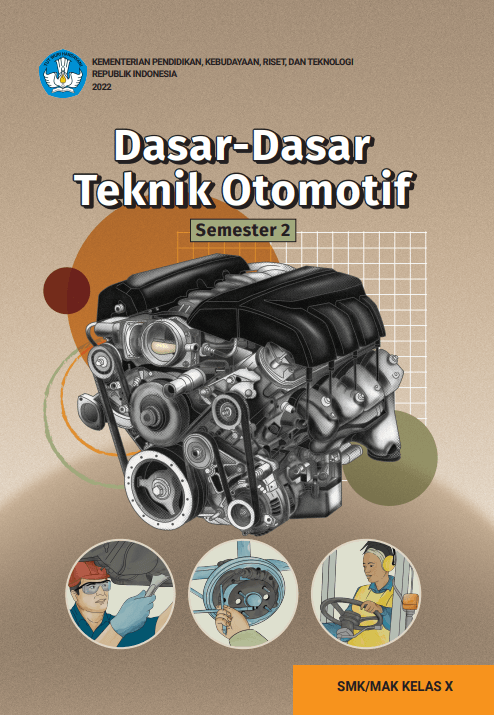 KEMENTERIAN PENDIDIKAN, KEBUDAYAAN, RISET, DAN TEKNOLOGI
REPUBLIK INDONESIA
2022
Dasar-Dasar
Teknik Otomotif
Semester 2
SMK/MAK KELAS X